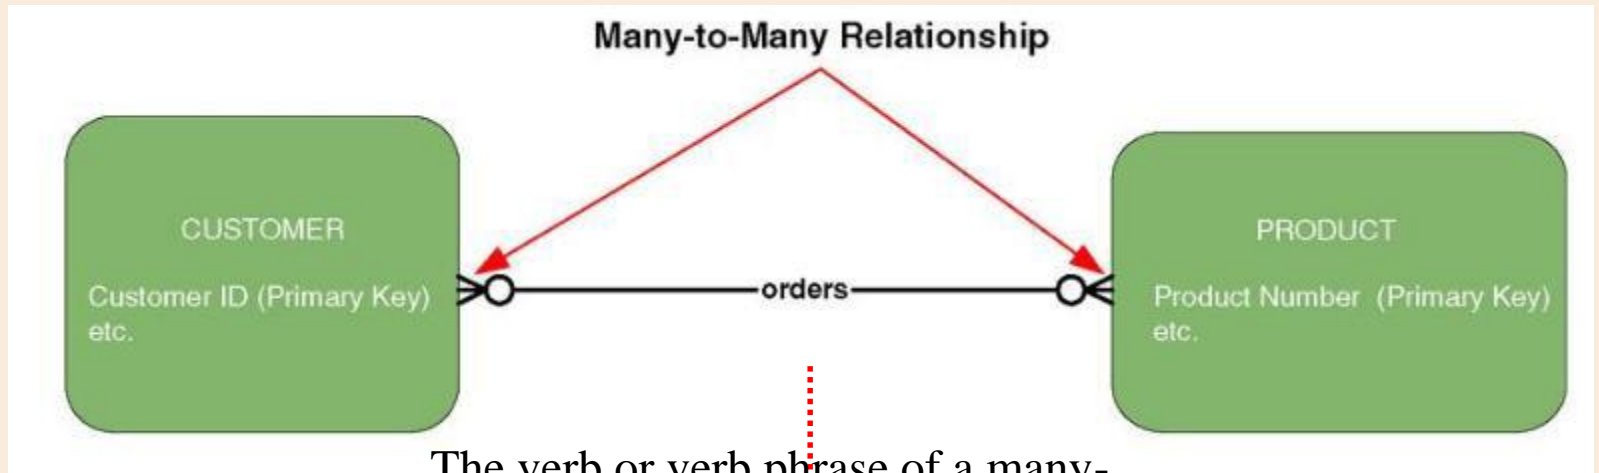 Many-to-Many Relationship
CUSTOMER
Customer ID (Primary Key)
etc.
orders
PRODUCT
Product Number (Primary Key)
etc.
The verb or verb phrase of a many-